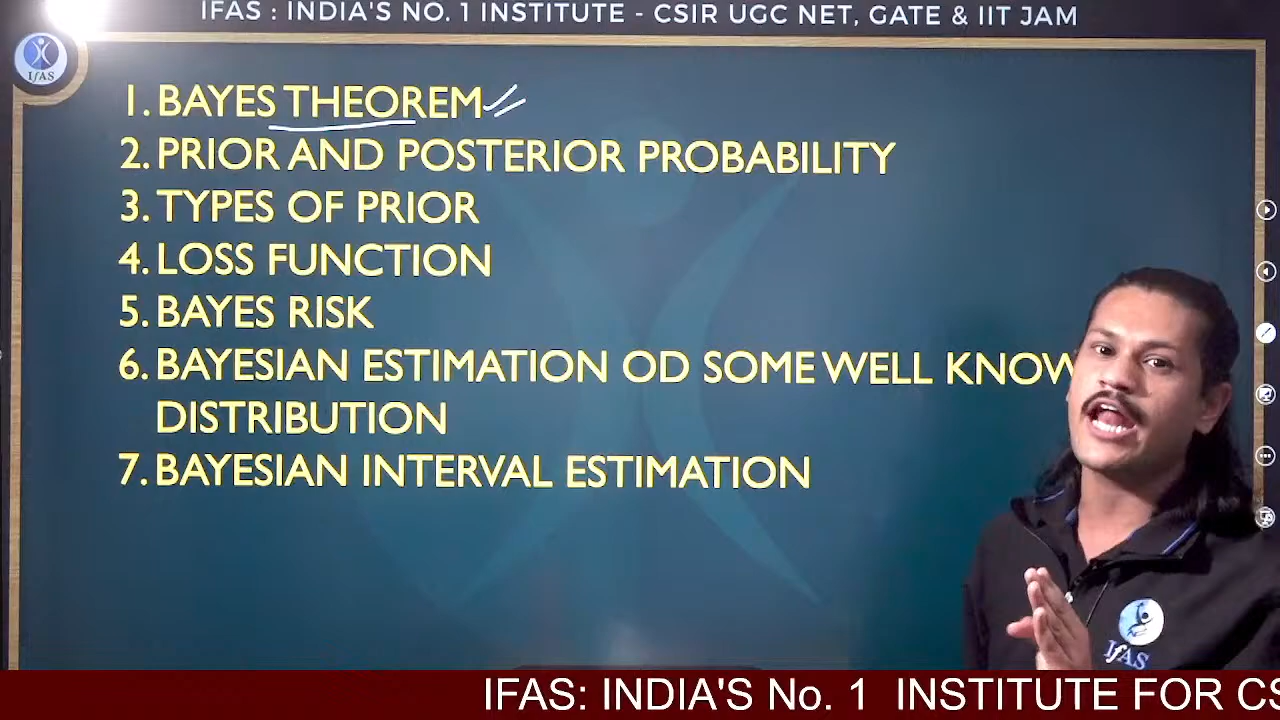 IFAS : INDIA'S NO. 1 INSTITUTE - CSIR UGC NET, GATE & IIT JAM
IfAS
1. BAYES THEOREM
2. PRIOR AND POSTERIOR PROBABILITY
3. TYPES OF PRIOR
4. LOSS FUNCTION
5. BAYES RISK
6. BAYESIAN ESTIMATION OD SOME WELL KNOW
DISTRIBUTION
7. BAYESIAN INTERVAL ESTIMATION
IfAS
IFAS: INDIA'S No. 1 INSTITUTE FOR CS